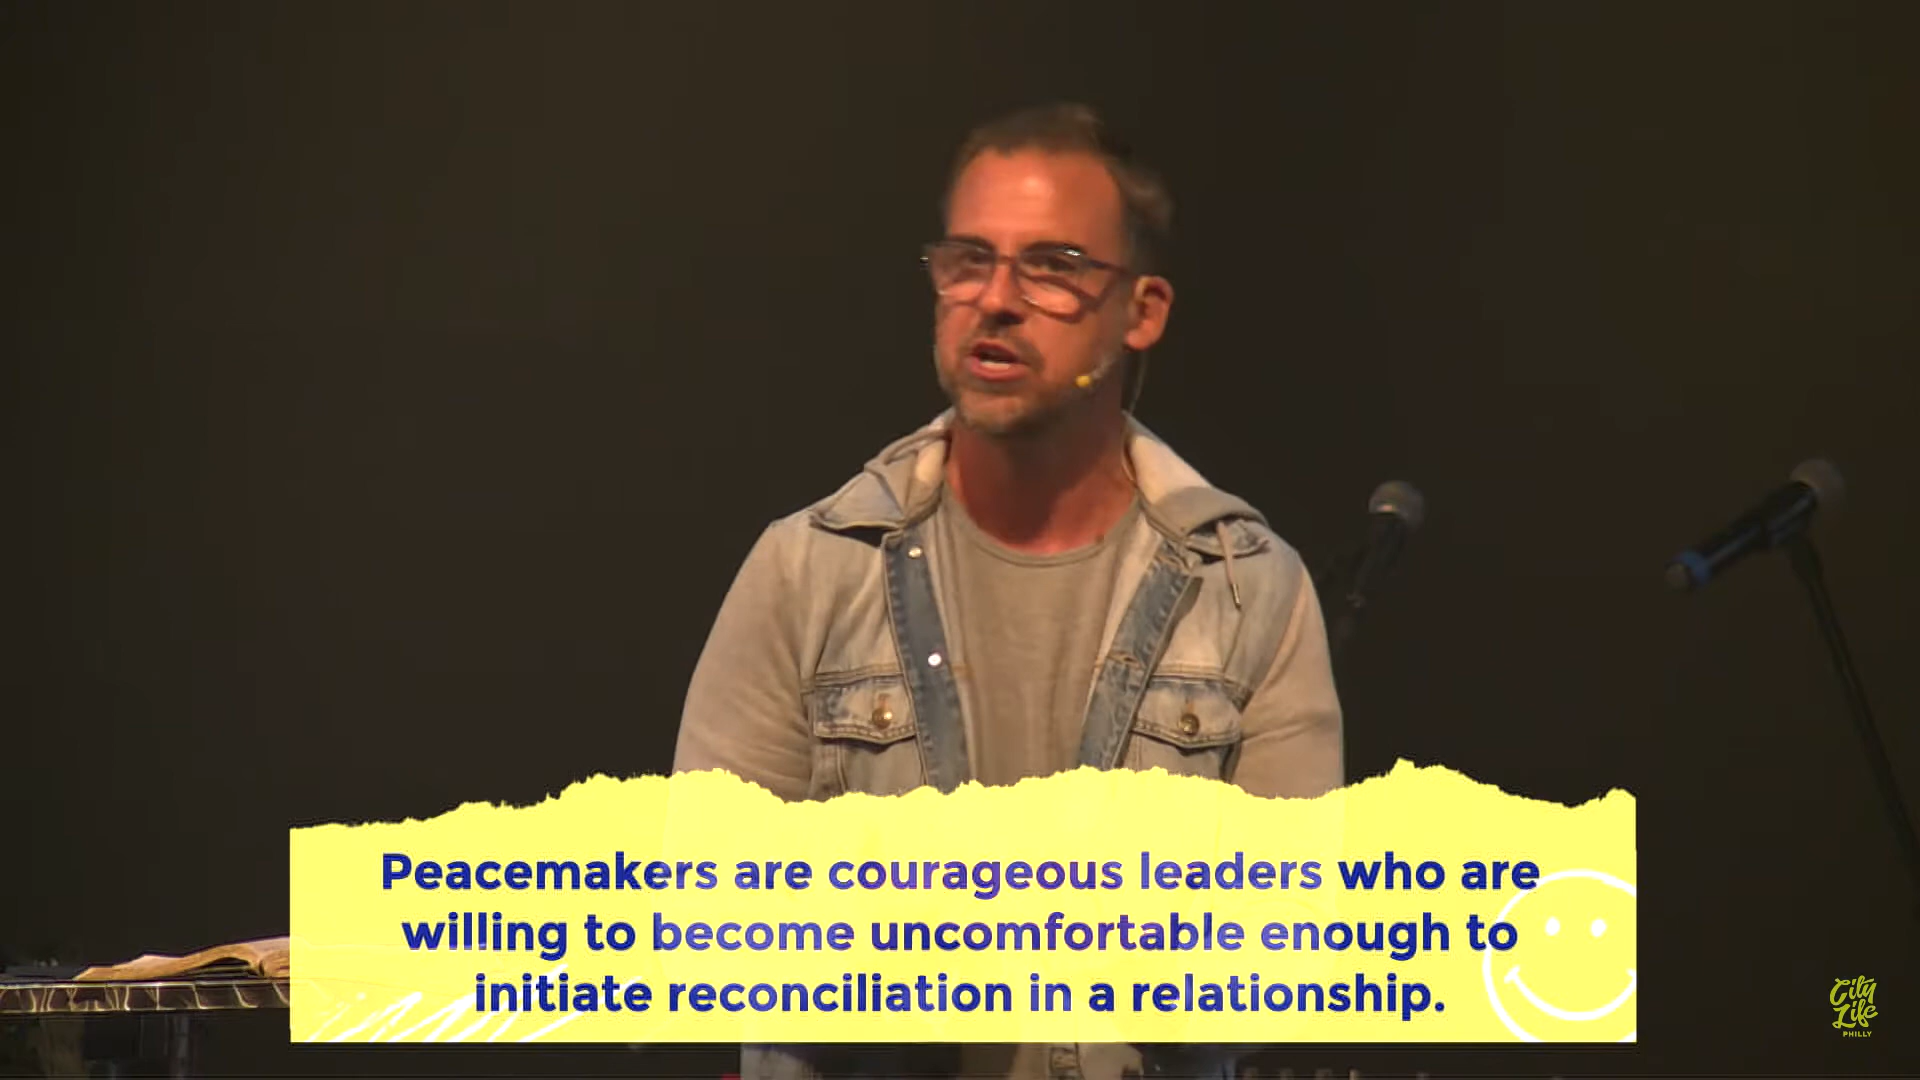 Peacemakers are courageous leaders who are
willing to become uncomfortable enough to
initiate reconciliation in a relationship.
City
Life
PHILLY